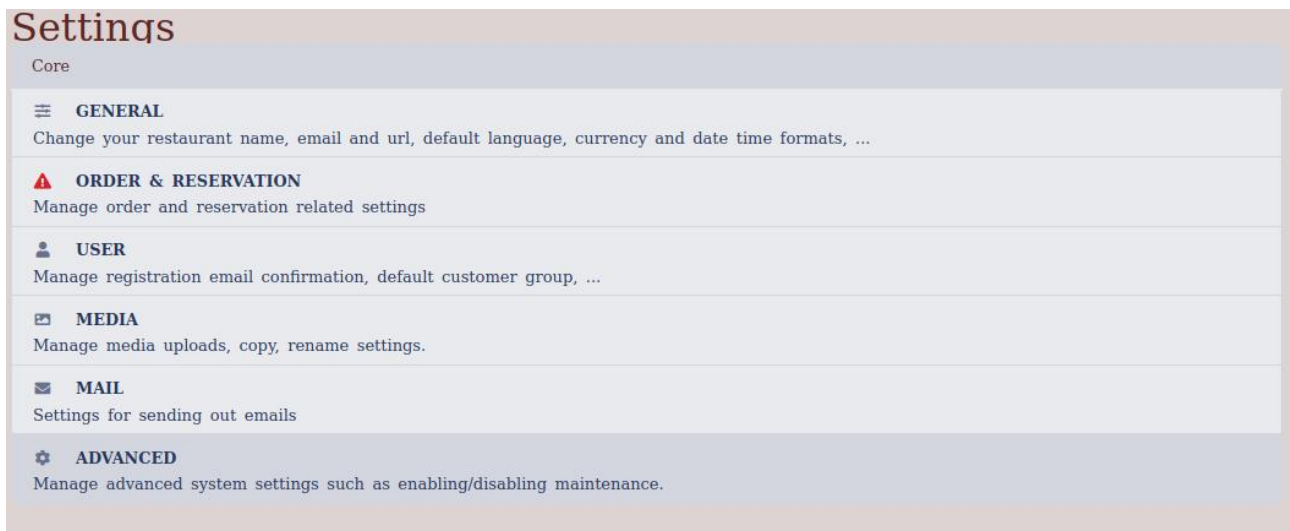 Settings
Core
GENERAL
Change your restaurant name, email and url, default language, currency and date time formats, ...
ORDER & RESERVATION
Manage order and reservation related settings
USER
Manage registration email confirmation, default customer group, ...
MEDIA
Manage media uploads, copy, rename settings.
MAIL
Settings for sending out emails
ADVANCED
Manage advanced system settings such as enabling/disabling maintenance.